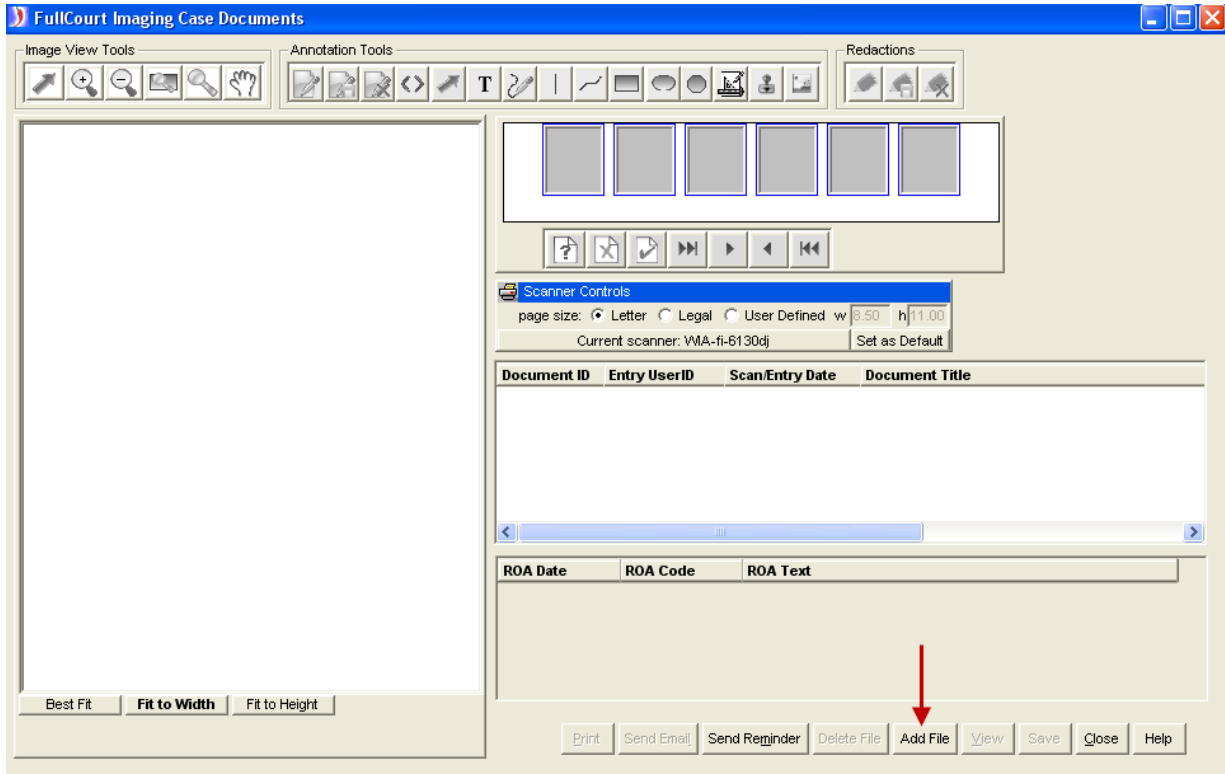 FullCourt Imaging Case Documents
Image View Tools
Annotation Tools
Redactions
T
Scanner Controls
page size: Letter Legal User Defined w 8.50 h 11.00
Current scanner: WIA-fi-6130dj Set as Default
Document ID Entry UserID Scan/Entry Date Document Title
ROA Date ROA Code ROA Text
Best Fit Fit to Width Fit to Height
Print Send Email Send Reminder Delete File Add File View Save Close Help